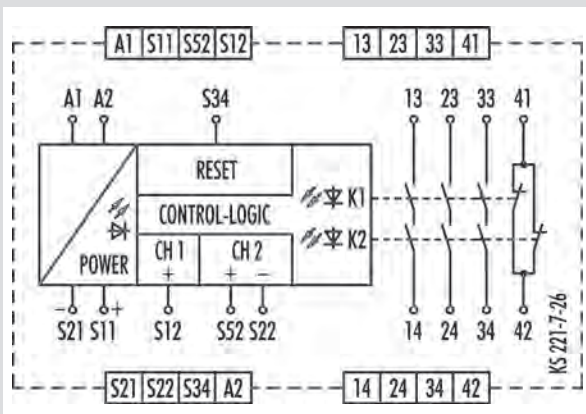 A1 S11 S52 S12 13 23 33 41
A1 A2 S34 13 23 33 41
RESET
CONTROL-LOGIC
K1
K2
POWER
CH 1 CH 2
+ + −
− +
S21 S11 S12 S52 S22 14 24 34 42
KS 221-7-26
S21 S22 S34 A2 14 24 34 42